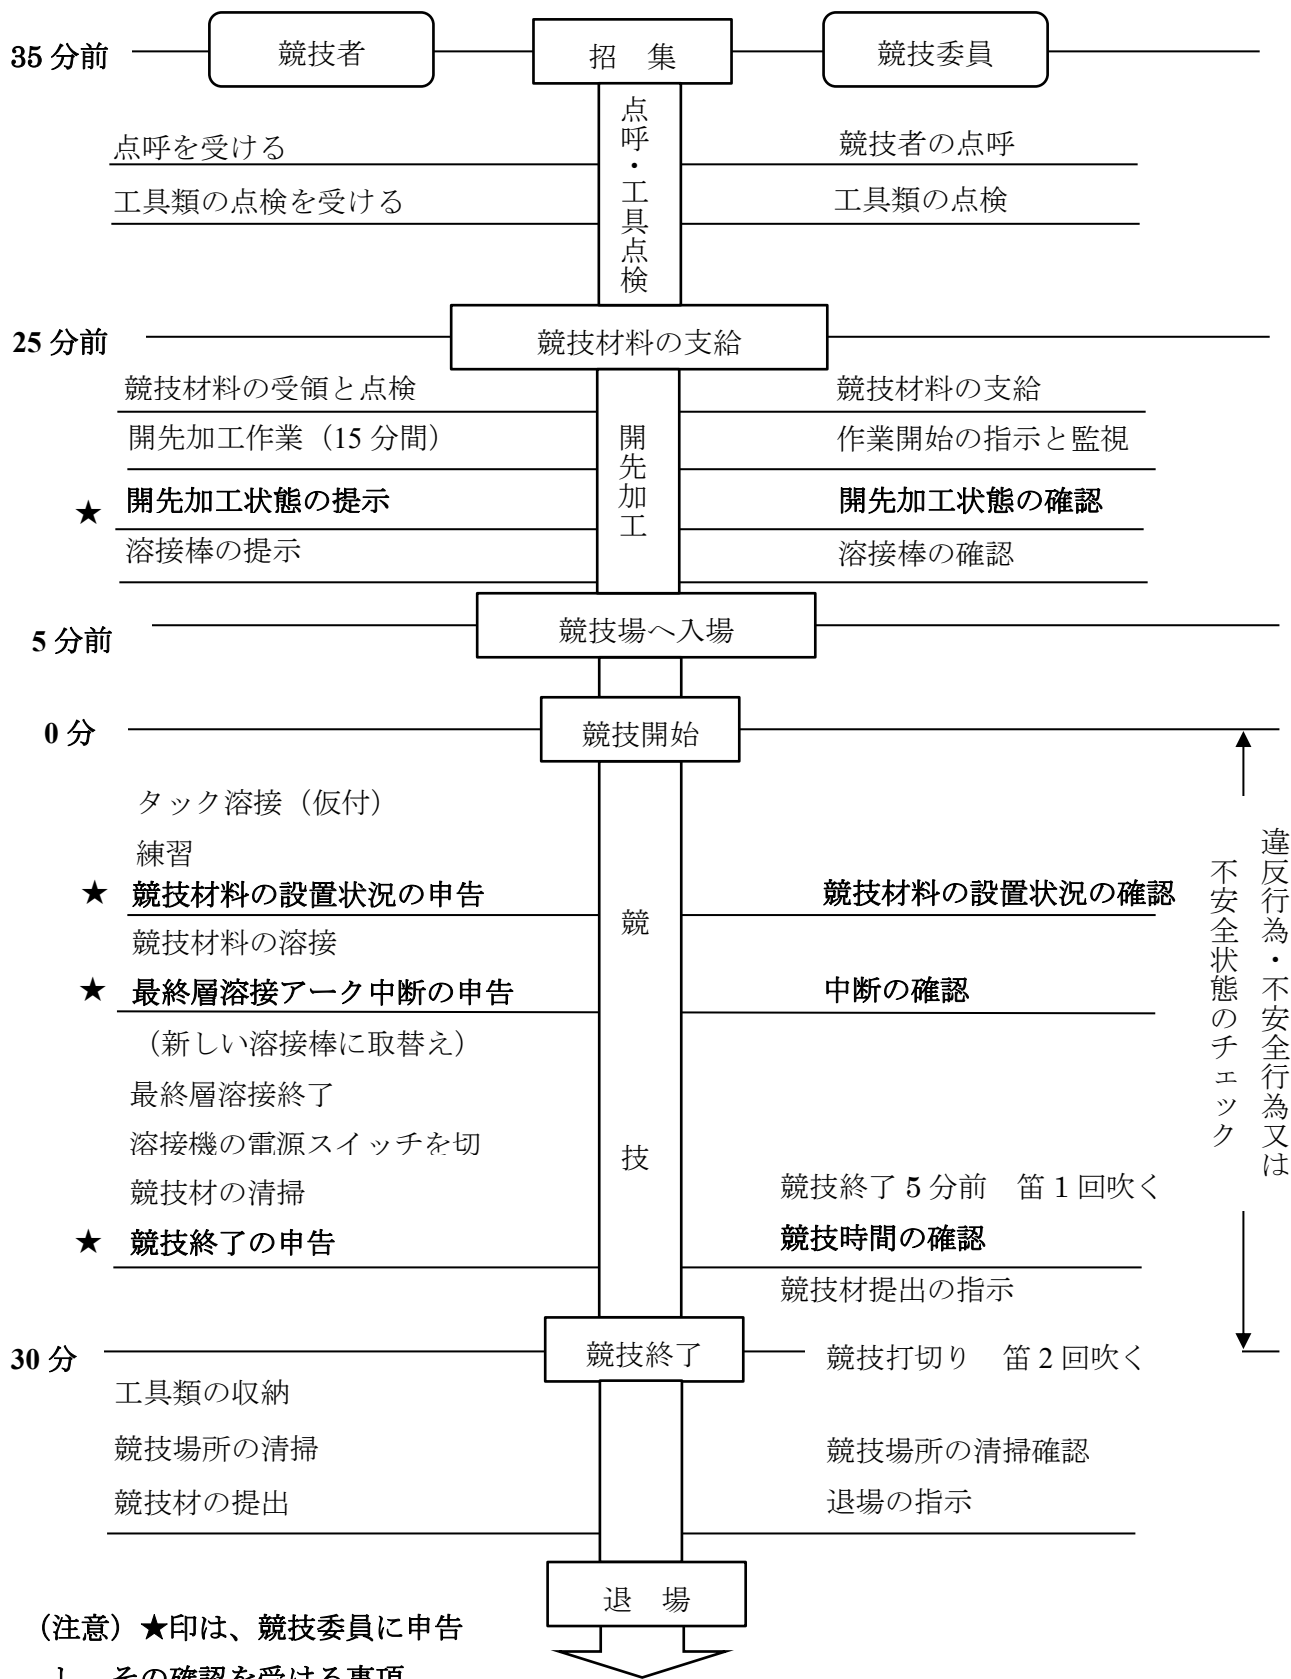 35 分前
競技者
招　集
競技委員
点呼・工具点検
点呼を受ける
競技者の点呼
工具類の点検を受ける
工具類の点検
25 分前
競技材料の支給
競技材料の受領と点検
競技材料の支給
開先加工
開先加工作業（15 分間）
作業開始の指示と監視
★
開先加工状態の提示
開先加工状態の確認
溶接棒の提示
溶接棒の確認
5 分前
競技場へ入場
0 分
競技開始
タック溶接（仮付）
練習
★ 競技材料の設置状況の申告
競技材料の設置状況の確認
競技
競技材料の溶接
★ 最終層溶接アーク中断の申告
中断の確認
（新しい溶接棒に取替え）
最終層溶接終了
溶接機の電源スイッチを切
競技材の清掃
競技終了 5 分前　笛 1 回吹く
★ 競技終了の申告
競技時間の確認
競技材提出の指示
違反行為・不安全行為又は
不安全状態のチェック
30 分
競技終了
競技打切り　笛 2 回吹く
工具類の収納
競技場所の清掃
競技場所の清掃確認
競技材の提出
退場の指示
退　場
（注意）★印は、競技委員に申告
し、その確認を受ける事項